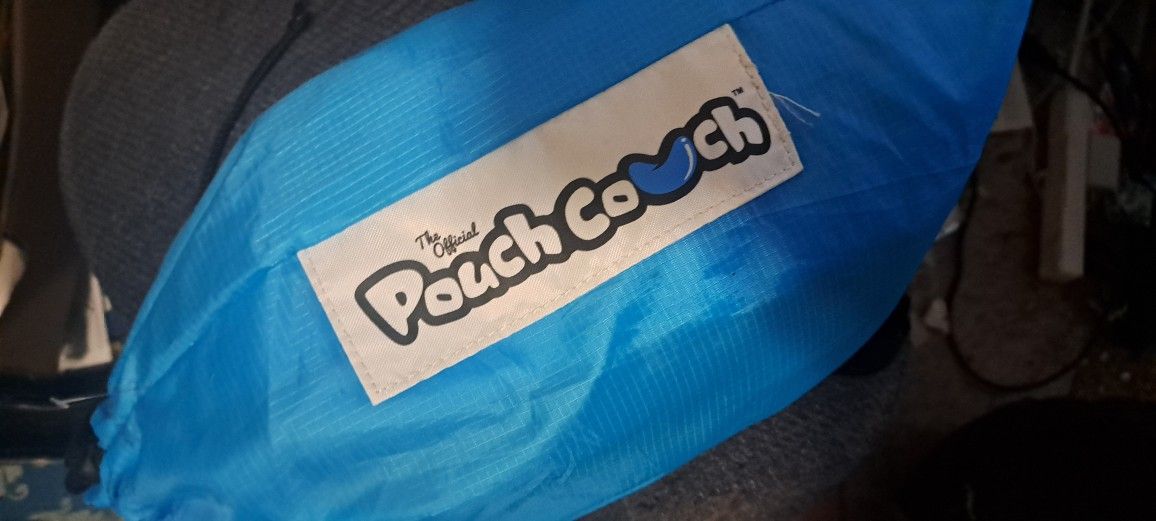 The
Official
Pouch Couch™